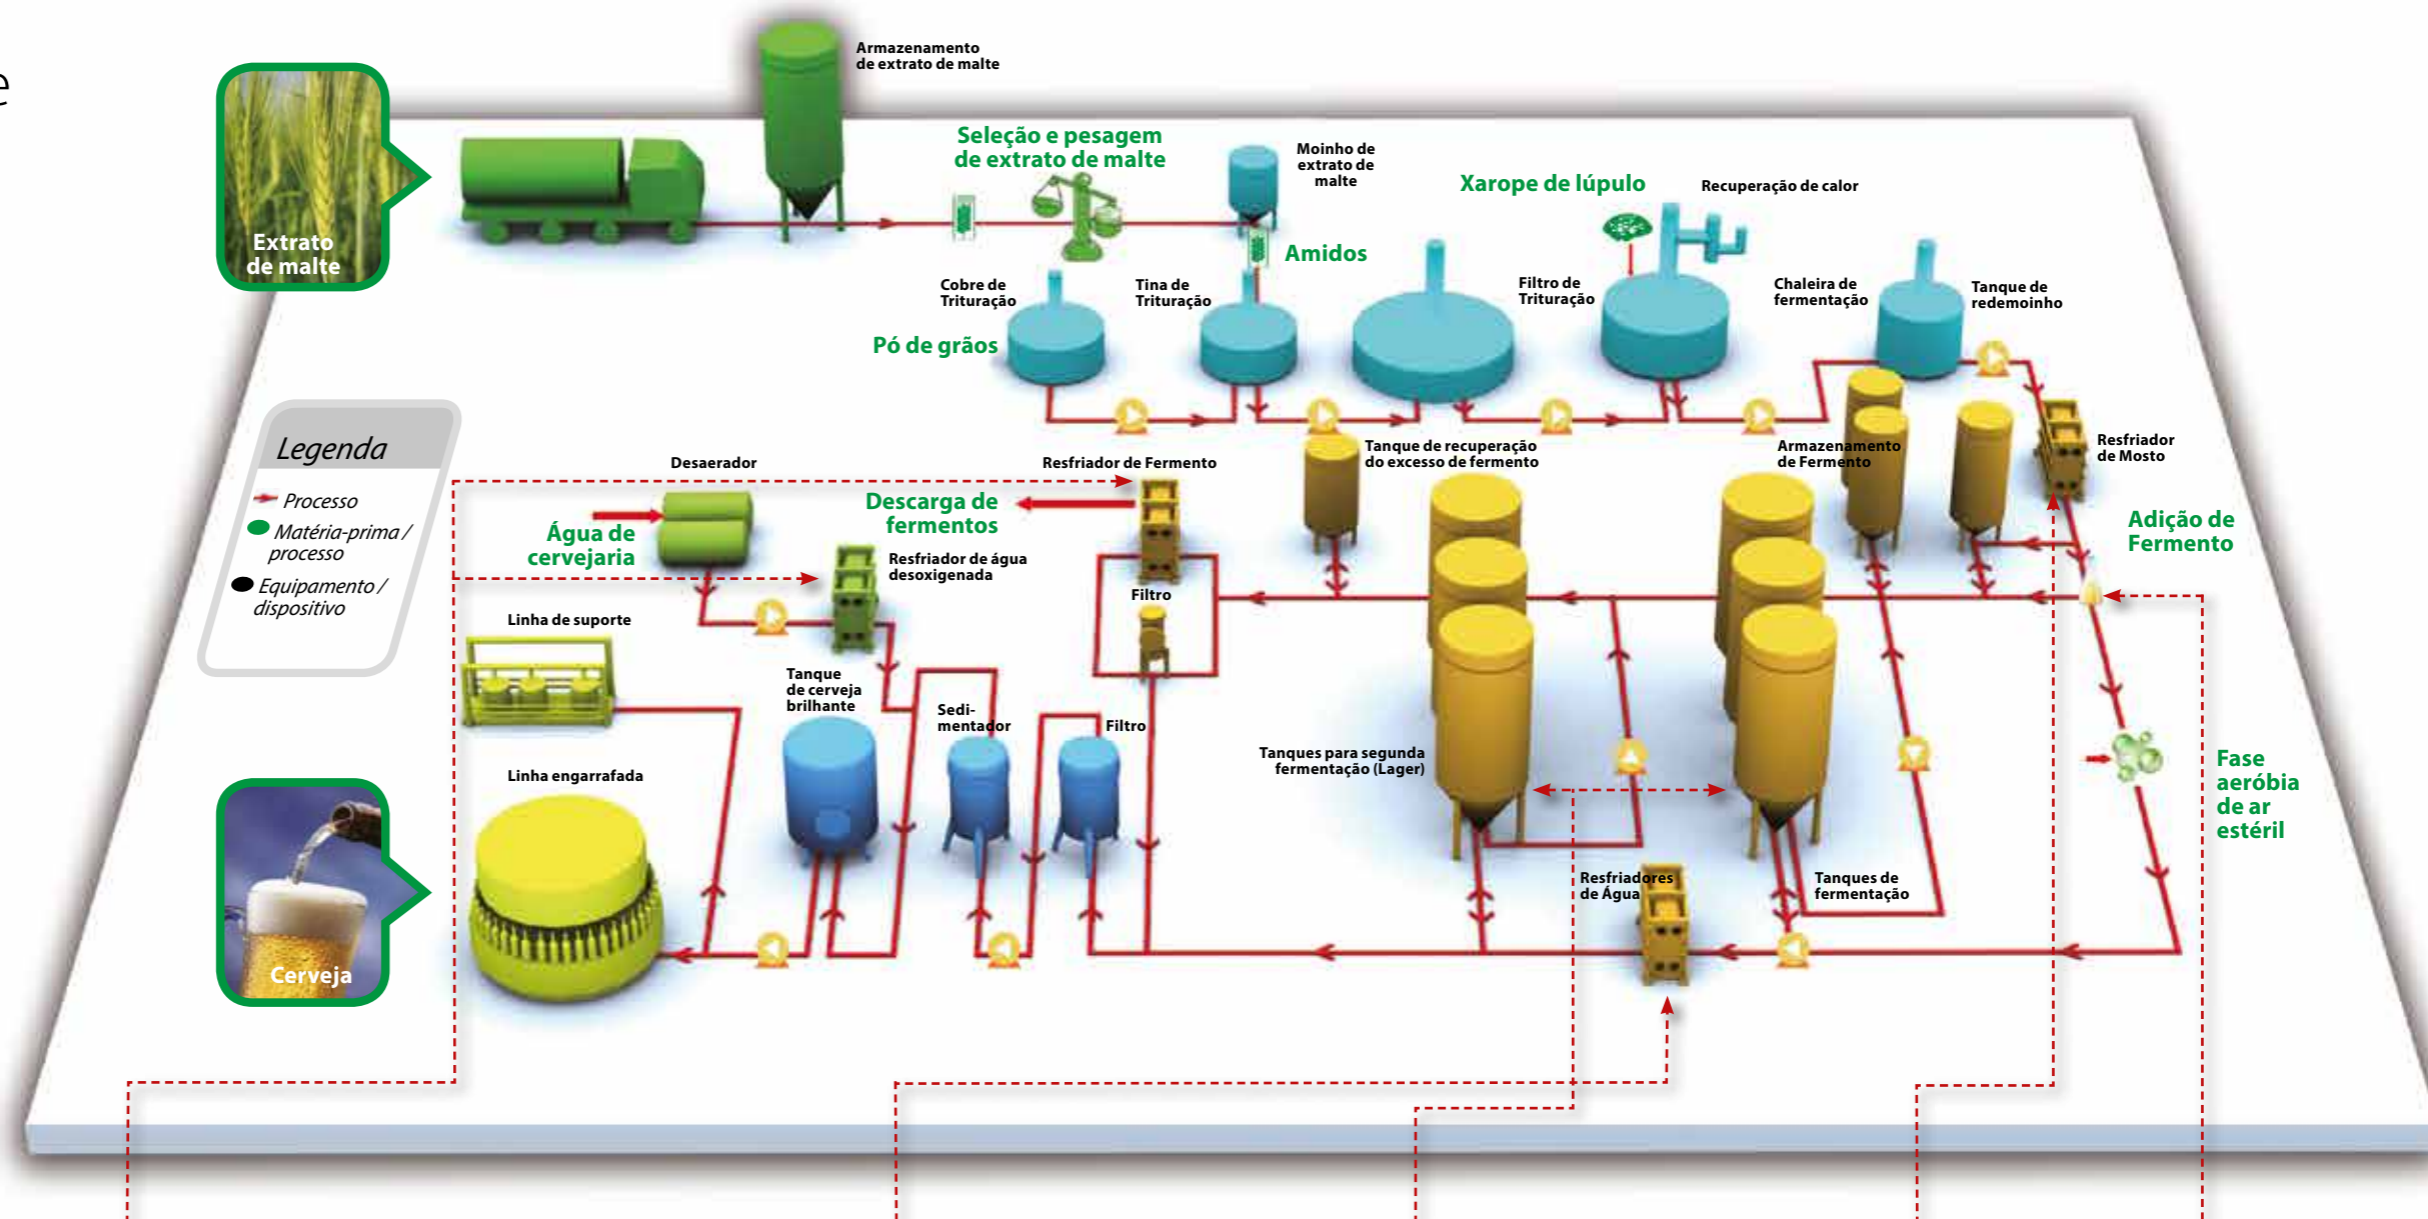 e
Armazenamento
de extrato de malte
Extrato
de malte
Seleção e pesagem
de extrato de malte
Moinho de
extrato de
malte
Amidos
Xarope de lúpulo
Recuperação de calor
Cobre de
Trituração
Tina de
Trituração
Filtro de
Trituração
Chaleira de
fermentação
Tanque de
redemoinho
Pó de grãos
Legenda
Processo
Matéria-prima /
processo
Equipamento /
dispositivo
Desaerador
Resfriador de Fermento
Tanque de recuperação
do excesso de fermento
Armazenamento
de Fermento
Resfriador
de Mosto
Água de
cervejaria
Descarga de
fermentos
Resfriador de água
desoxigenada
Filtro
Adição de
Fermento
Linha de suporte
Tanque
de cerveja
brilhante
Sedi-
mentador
Filtro
Tanques para segunda
fermentação (Lager)
Fase
aeróbia
de ar
estéril
Linha engarrafada
Resfriadores
de Água
Tanques de
fermentação
Cerveja